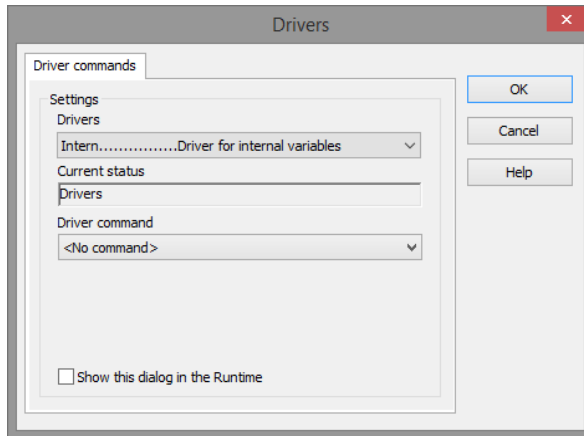 Drivers
Driver commands
Settings
Drivers
Intern................Driver for internal variables
Current status
Drivers
Driver command
<No command>
Show this dialog in the Runtime
OK
Cancel
Help